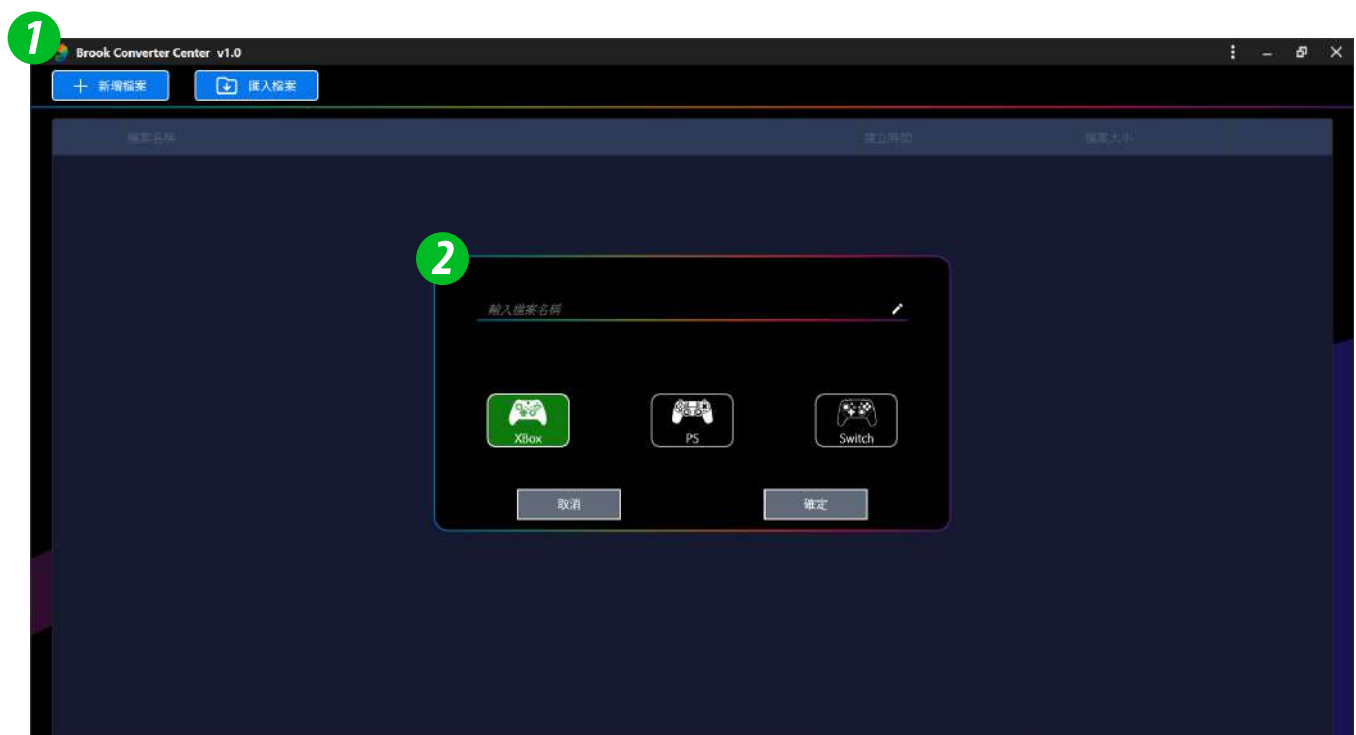 1
Brook Converter Center v1.0
新增檔案
匯入檔案
檔案名稱
建立時間
檔案大小
2
輸入檔案名稱
XBox
PS
Switch
取消
確定